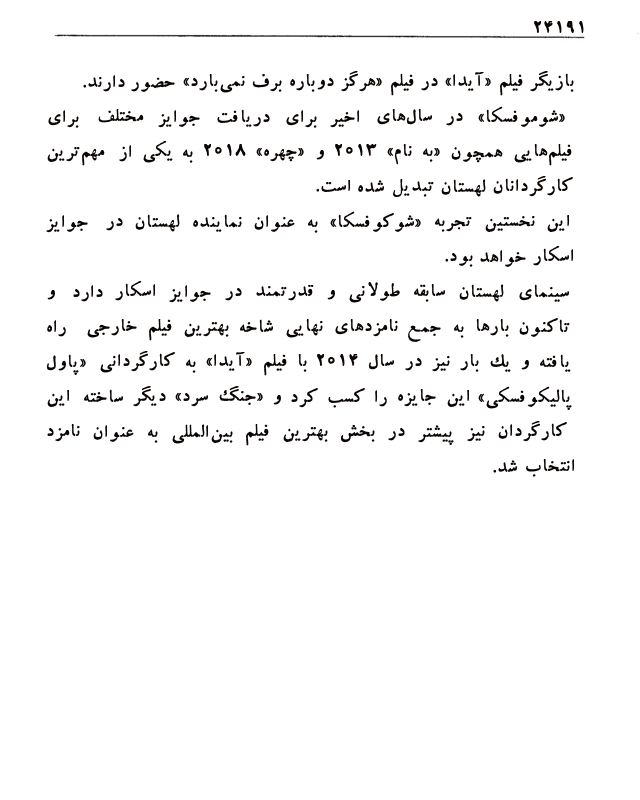 ۲۴۱۹۱
بازیگر فیلم «آیدا» در فیلم «هرگز دوباره برف نمی‌بارد» حضور دارند.
«شوموفسکا» در سال‌های اخیر برای دریافت جوایز مختلف برای
فیلم‌هایی همچون «به نام» ۲۰۱۳ و «چهره» ۲۰۱۸ به یکی از مهم‌ترین
کارگردانان لهستان تبدیل شده است.
این نخستین تجربه «شوکوفسکا» به عنوان نماینده لهستان در جوایز
اسکار خواهد بود.
سینمای لهستان سابقه طولانی و قدرتمند در جوایز اسکار دارد و
تاکنون بارها به جمع نامزدهای نهایی شاخه بهترین فیلم خارجی راه
یافته و یك بار نیز در سال ۲۰۱۴ با فیلم «آیدا» به کارگردانی «پاول
پالیکوفسکی» این جایزه را کسب کرد و «جنگ سرد» دیگر ساخته این
کارگردان نیز پیشتر در بخش بهترین فیلم بین‌المللی به عنوان نامزد
انتخاب شد.